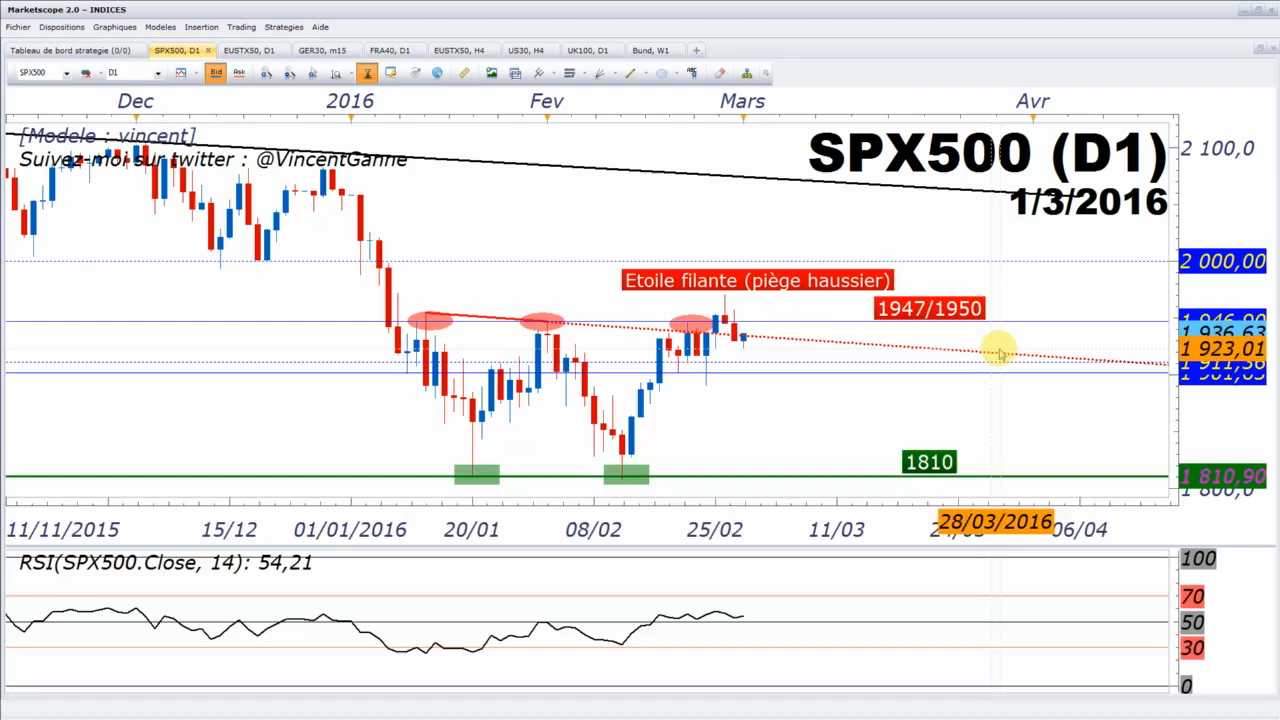 Marketscope 2.0 – INDICES
Fichier Dispositions Graphiques Modeles Insertion Trading Strategies Aide
Tableau de bord strategie (0/0) SPX500, D1 EUSTX50, D1 GER30, m15 FRA40, D1 EUSTX50, H4 US30, H4 UK100, D1 Bund, W1
SPX500 D1 Bid Ask
Dec 2016 Fev Mars Avr
[Modele : vincent]
Suivez-moi sur twitter : @VincentGanne
SPX500 (D1)
1/3/2016
2 100,0
2 000,00
Etoile filante (piège haussier)
1947/1950
1 936,63
1 923,01
1810
1 810,90
1 800,0
11/11/2015 15/12 01/01/2016 20/01 08/02 25/02 11/03 28/03/2016 06/04
RSI(SPX500.Close, 14): 54,21
100
70
50
30
0